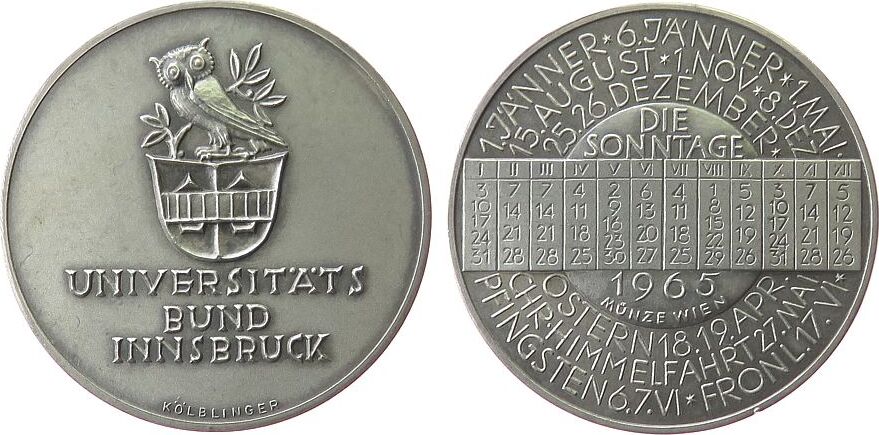 UNIVERSITÄTS
BUND
INNSBRUCK
KÖLBLINGER
1.JÄNNER * 6.JÄNNER * 1.MAI.
15.AUGUST * 1.NOV * 8.DEZ
25.26.DEZEMBER *
DIE
SONNTAGE
I II III IV V VI VII VIII IX X XI XII
3 7 7 4 2 6 4 1 5 3 7 5
10 14 14 11 9 13 11 8 12 10 14 12
17 21 21 18 16 20 18 15 19 17 21 19
24 28 28 25 23 27 25 22 26 24 28 26
31 30 29 31
1965
MÜNZE WIEN
OSTERN 18.19.APR.
CHR.HIMMELFAHRT 27.MAI
PFINGSTEN 6.7.VI * FRONL.17.VI *